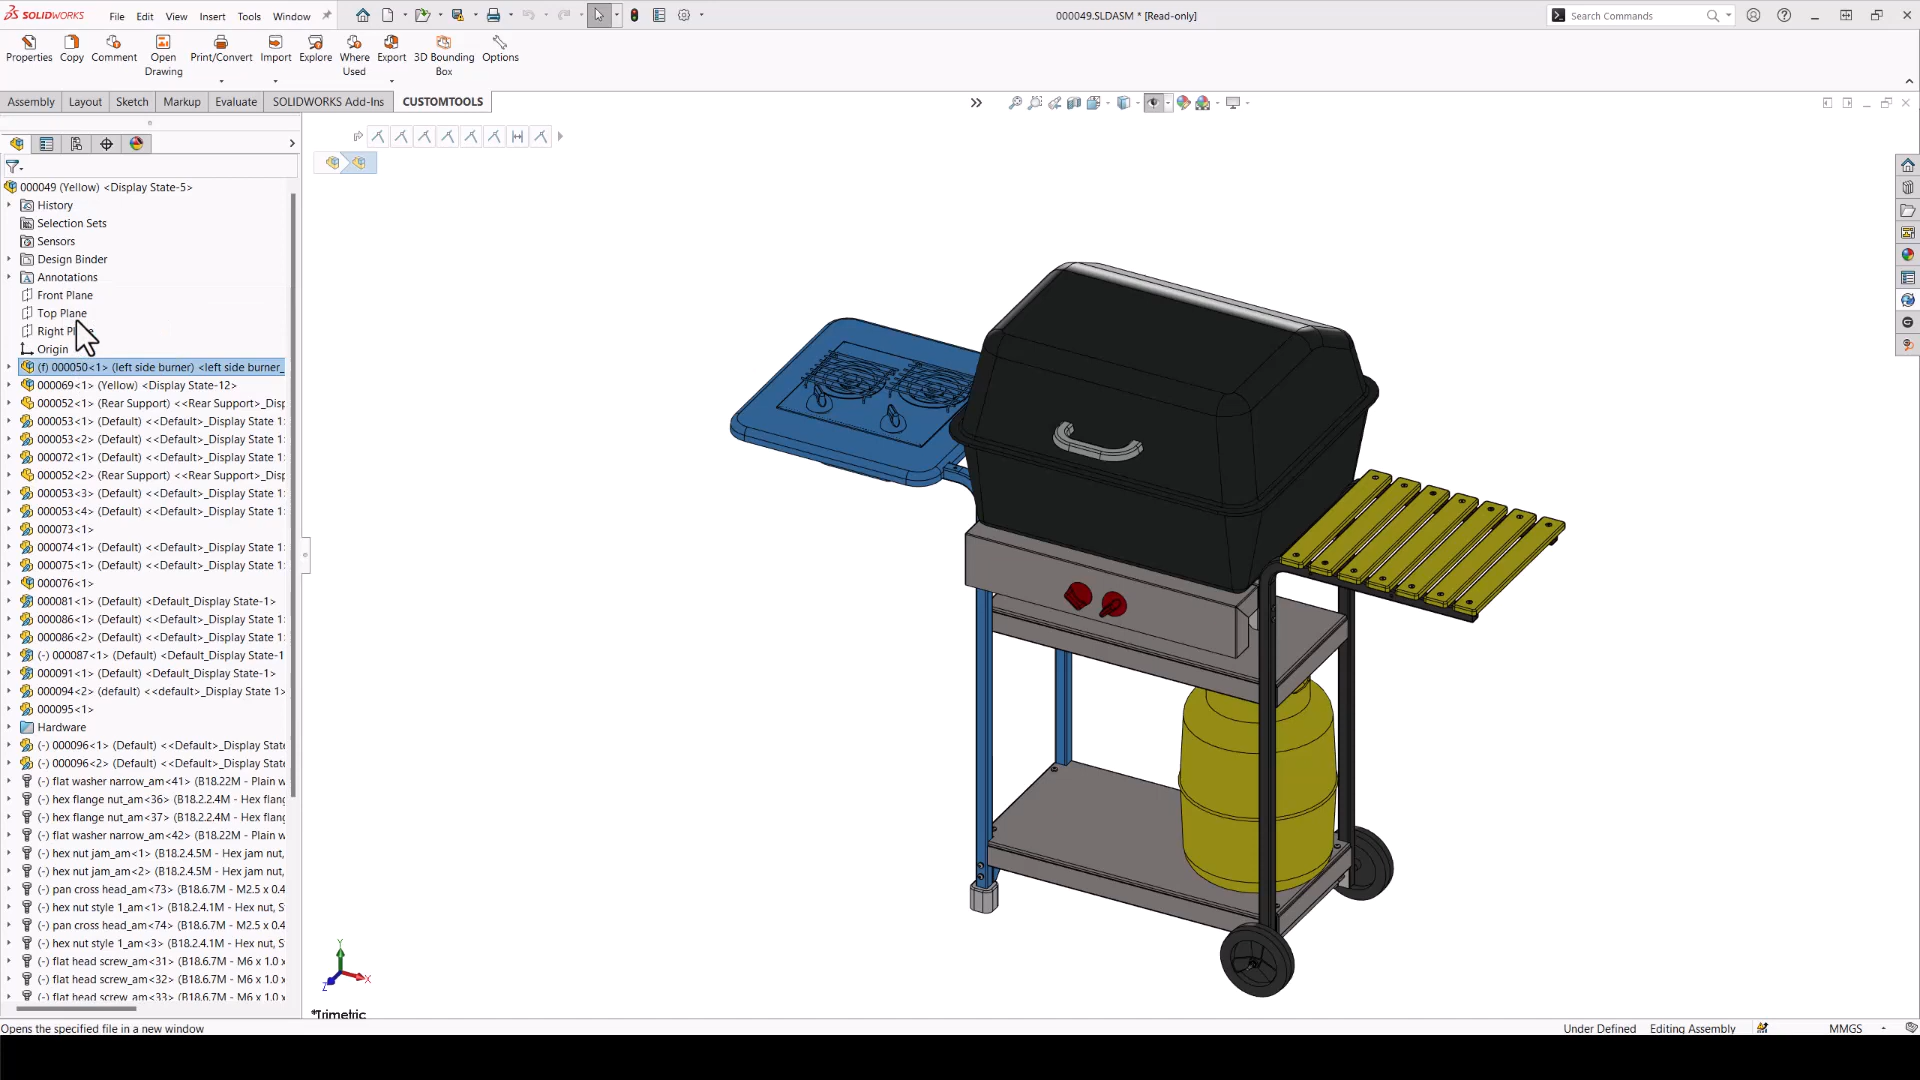 SOLIDWORKS
File Edit View Insert Tools Window
000049.SLDASM * [Read-only]
Search Commands
Properties Copy Comment Open Drawing Print/Convert Import Explore Where Used Export 3D Bounding Box Options
Assembly Layout Sketch Markup Evaluate SOLIDWORKS Add-Ins CUSTOMTOOLS
000049 (Yellow) <Display State-5>
History
Selection Sets
Sensors
Design Binder
Annotations
Front Plane
Top Plane
Right
Origin
(f) 000050<1> (left side burner) <left side burner_
000069<1> (Yellow) <Display State-12>
000052<1> (Rear Support) <<Rear Support>_Disp
000053<1> (Default) <<Default>_Display State 1:
000053<2> (Default) <<Default>_Display State 1:
000072<1> (Default) <<Default>_Display State 1:
000052<2> (Rear Support) <<Rear Support>_Disp
000053<3> (Default) <<Default>_Display State 1:
000053<4> (Default) <<Default>_Display State 1:
000073<1>
000074<1> (Default) <<Default>_Display State 1:
000075<1> (Default) <<Default>_Display State 1:
000076<1>
000081<1> (Default) <Default_Display State-1>
000086<1> (Default) <<Default>_Display State 1:
000086<2> (Default) <<Default>_Display State 1:
(-) 000087<1> (Default) <Default_Display State-1
000091<1> (Default) <Default_Display State-1>
000094<2> (default) <<default>_Display State 1>
000095<1>
Hardware
(-) 000096<1> (Default) <<Default>_Display State
(-) 000096<2> (Default) <<Default>_Display State
(-) flat washer narrow_am<41> (B18.22M - Plain w
(-) hex flange nut_am<36> (B18.2.2.4M - Hex flang
(-) hex flange nut_am<37> (B18.2.2.4M - Hex flang
(-) flat washer narrow_am<42> (B18.22M - Plain w
(-) hex nut jam_am<1> (B18.2.4.5M - Hex jam nut,
(-) hex nut jam_am<2> (B18.2.4.5M - Hex jam nut,
(-) pan cross head_am<73> (B18.6.7M - M2.5 x 0.4
(-) hex nut style 1_am<1> (B18.2.4.1M - Hex nut, S
(-) pan cross head_am<74> (B18.6.7M - M2.5 x 0.4
(-) hex nut style 1_am<3> (B18.2.4.1M - Hex nut, S
(-) flat head screw_am<31> (B18.6.7M - M6 x 1.0 x
(-) flat head screw_am<32> (B18.6.7M - M6 x 1.0 x
(-) flat head screw_am<33> (B18.6.7M - M6 x 1.0 x
Y
X
Z
*Trimetric
Opens the specified file in a new window
Under Defined Editing Assembly MMGS